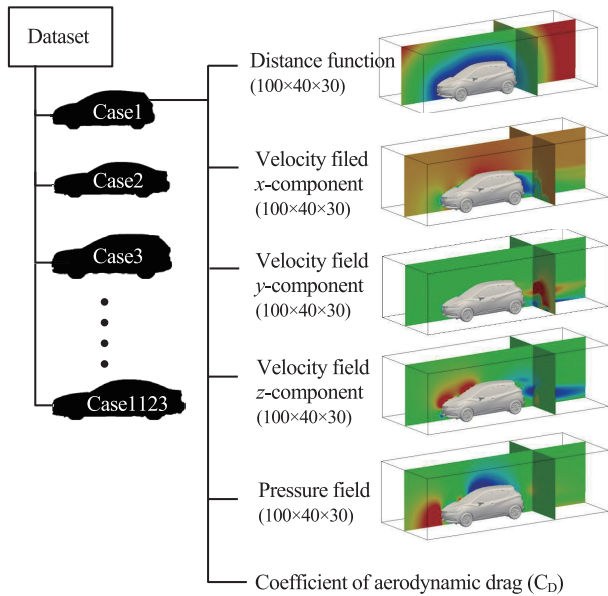 Dataset
Case1
Case2
Case3
Case1123
Distance function
(100×40×30)
Velocity filed
x-component
(100×40×30)
Velocity field
y-component
(100×40×30)
Velocity field
z-component
(100×40×30)
Pressure field
(100×40×30)
Coefficient of aerodynamic drag (C_D)